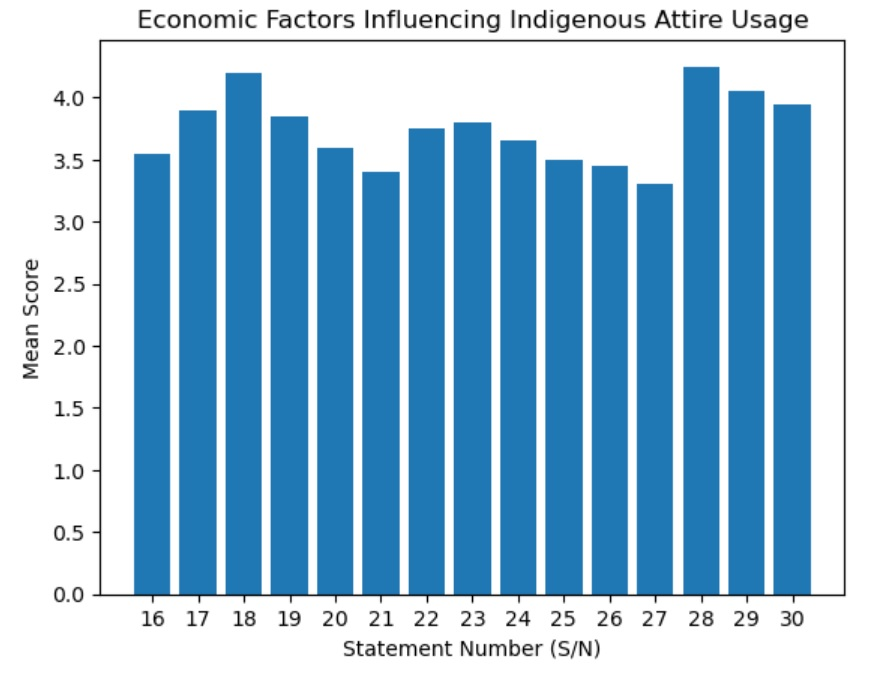 Economic Factors Influencing Indigenous Attire Usage
4.0
3.5
3.0
2.5
2.0
1.5
1.0
0.5
0.0
Mean Score
16 17 18 19 20 21 22 23 24 25 26 27 28 29 30
Statement Number (S/N)